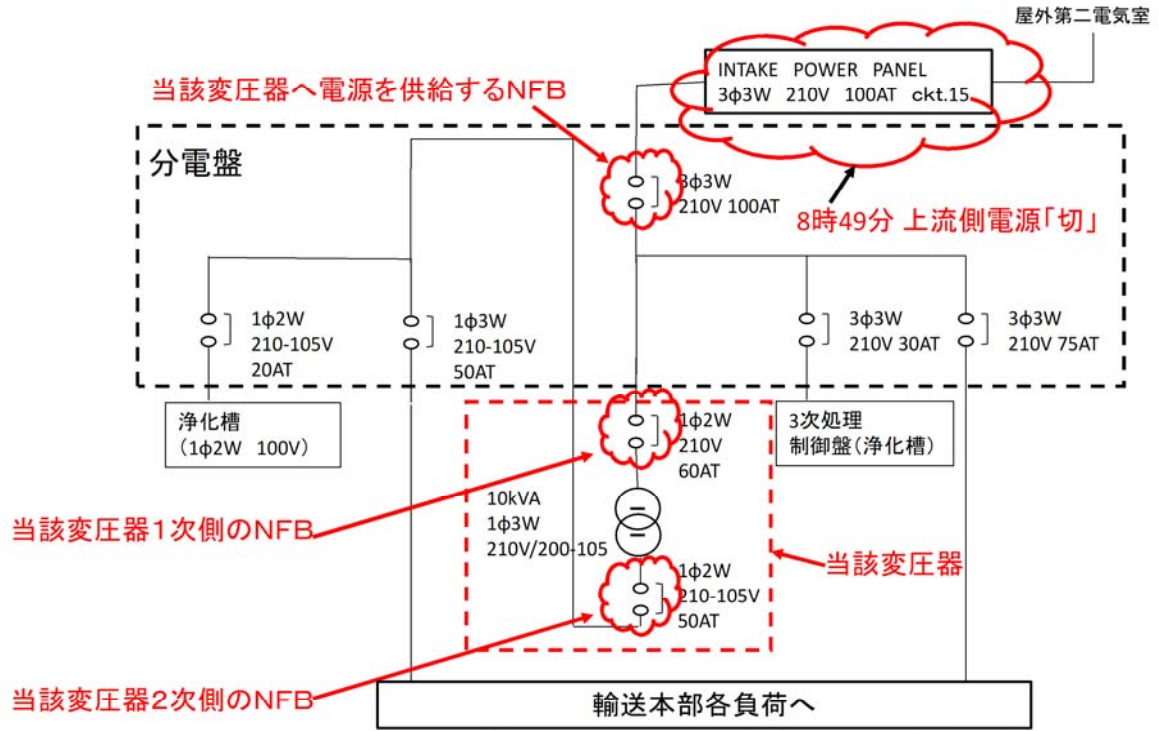 屋外第二電気室
INTAKE POWER PANEL
3φ3W 210V 100AT ckt.15
当該変圧器へ電源を供給するNFB
分電盤
3φ3W
210V 100AT
8時49分 上流側電源「切」
1φ2W
210-105V
20AT
1φ3W
210-105V
50AT
3φ3W
210V 30AT
3φ3W
210V 75AT
浄化槽
(1φ2W 100V)
1φ2W
210V
60AT
3次処理
制御盤(浄化槽)
10kVA
1φ3W
210V/200-105
当該変圧器1次側のNFB
当該変圧器
1φ2W
210-105V
50AT
当該変圧器2次側のNFB
輸送本部各負荷へ